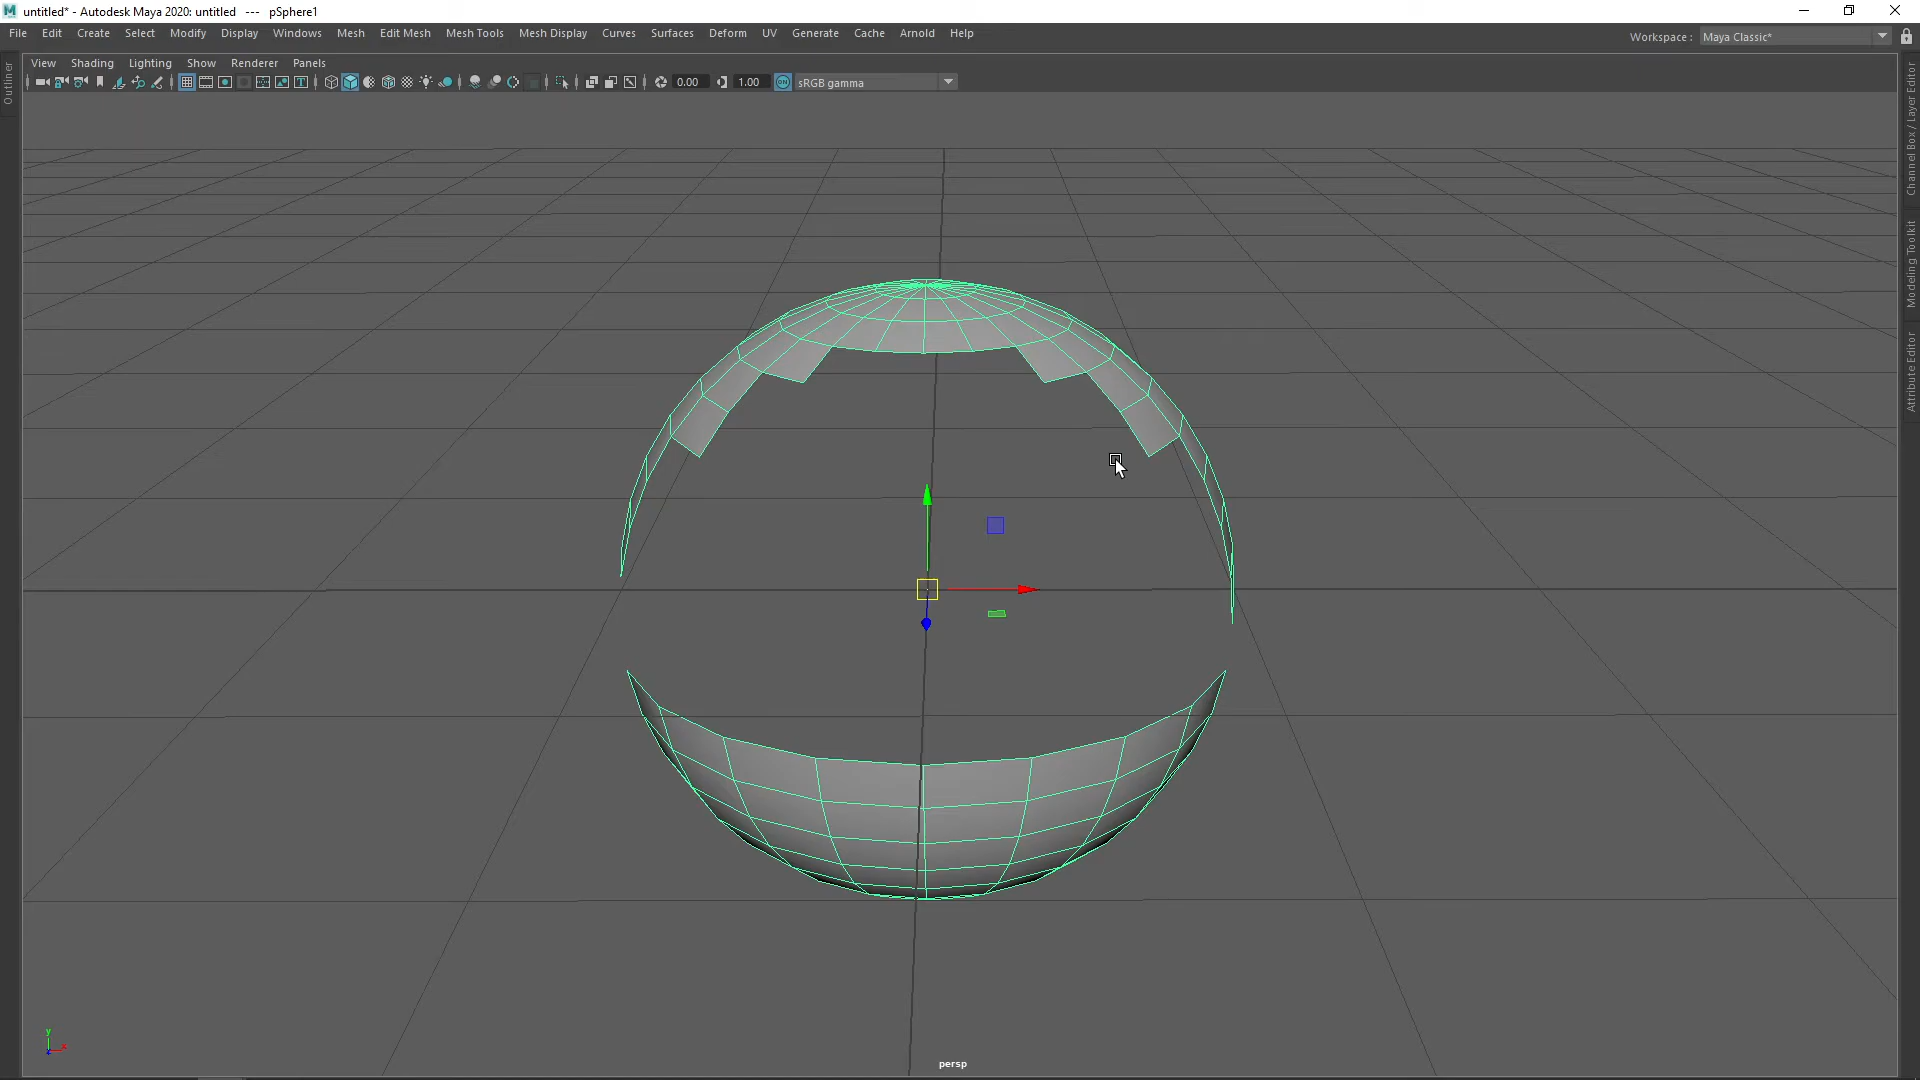 untitled* - Autodesk Maya 2020: untitled --- pSphere1
File Edit Create Select Modify Display Windows Mesh Edit Mesh Mesh Tools Mesh Display Curves Surfaces Deform UV Generate Cache Arnold Help
Workspace : Maya Classic*
View Shading Lighting Show Renderer Panels
0.00 1.00 ON sRGB gamma
Outliner
Channel Box / Layer Editor
Modeling Toolkit
Attribute Editor
y
x
z
persp